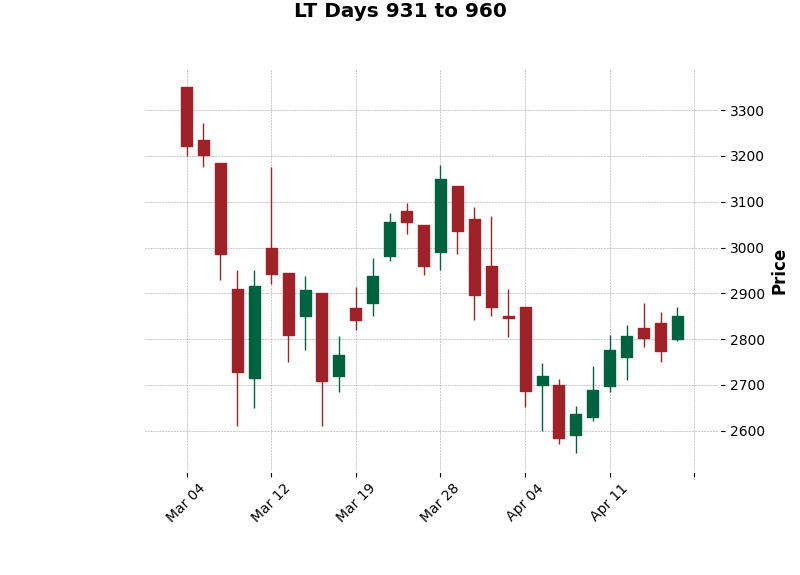 LT Days 931 to 960
3300
3200
3100
3000
2900
2800
2700
2600
Price
Mar 04
Mar 12
Mar 19
Mar 28
Apr 04
Apr 11